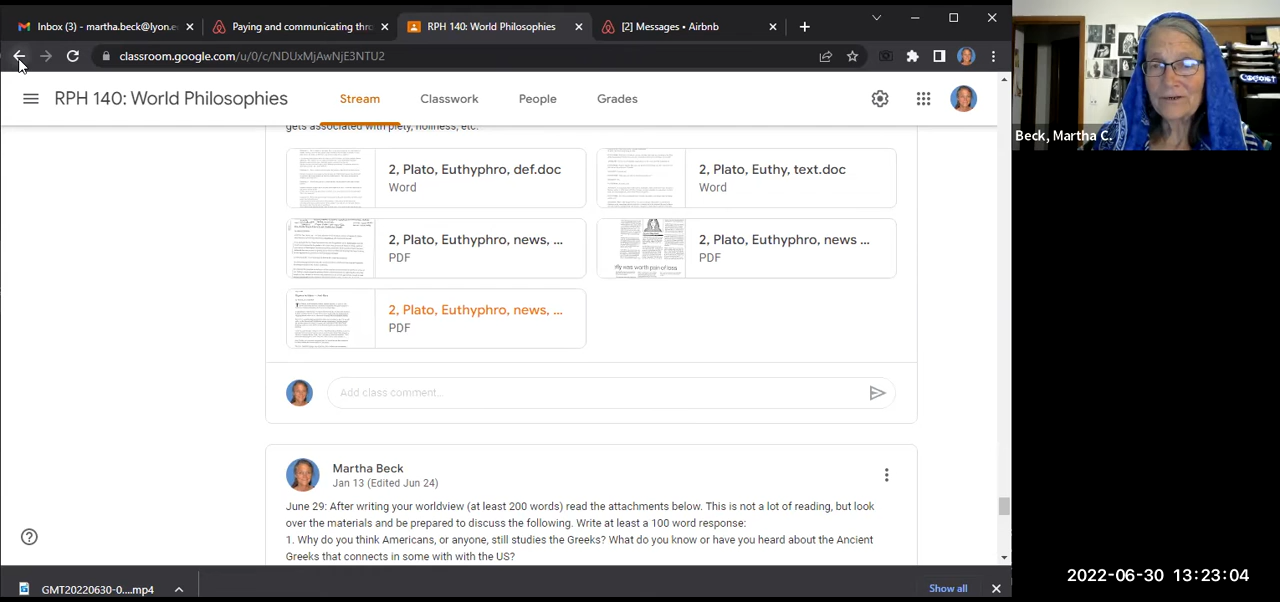 Inbox (3) - martha.beck@lyon.e
Paying and communicating thro
RPH 140: World Philosophies
[2] Messages • Airbnb
classroom.google.com/u/0/c/NDUxMjAwNjE3NTU2
RPH 140: World Philosophies
Stream
Classwork
People
Grades
gets associated with piety, holiness, etc.
2, Plato, Euthyphro, def.doc
Word
2, Plato, Euthy, text.doc
Word
2, Plato, Euthyphro, news, ...
PDF
2, Plato, Euthyphro, news ...
PDF
2, Plato, Euthyphro, news, ...
PDF
Add class comment...
Martha Beck
Jan 13 (Edited Jun 24)
June 29: After writing your worldview (at least 200 words) read the attachments below. This is not a lot of reading, but look
over the materials and be prepared to discuss the following. Write at least a 100 word response:
1. Why do you think Americans, or anyone, still studies the Greeks? What do you know or have you heard about the Ancient
Greeks that connects in some with with the US?
GMT20220630-0....mp4
Show all
Beck, Martha C.
2022-06-30 13:23:04